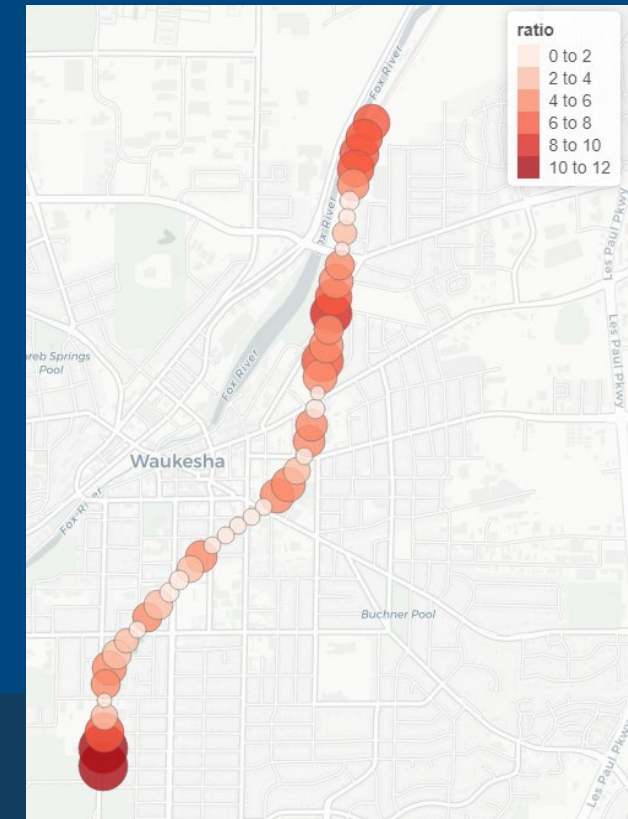 ratio
0 to 2
2 to 4
4 to 6
6 to 8
8 to 10
10 to 12
Fox River
Les Paul Pkwy
Fox River
Les Paul Pkwy
reb Springs
Pool
Fox River
Waukesha
Fox River
Buchner Pool
Les Paul Pkwy